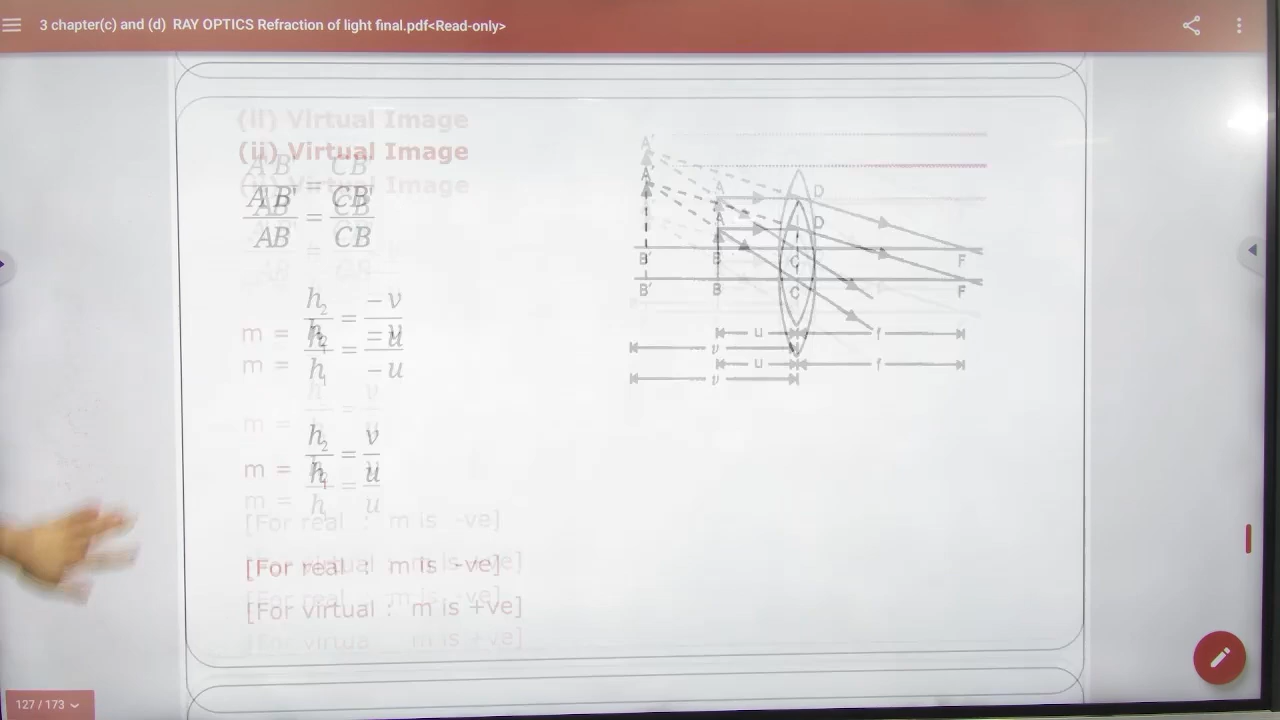 3 chapter(c) and (d) RAY OPTICS Refraction of light final.pdf<Read-only>
(ii) Virtual Image
A'B'/AB = CB'/CB
m = h₂/h₁ = -v/-u
m = h₂/h₁ = v/u
[For real : m is -ve]
[For virtual : m is +ve]
A'
A
D
B'
B
C
F
u
f
v
127 / 173